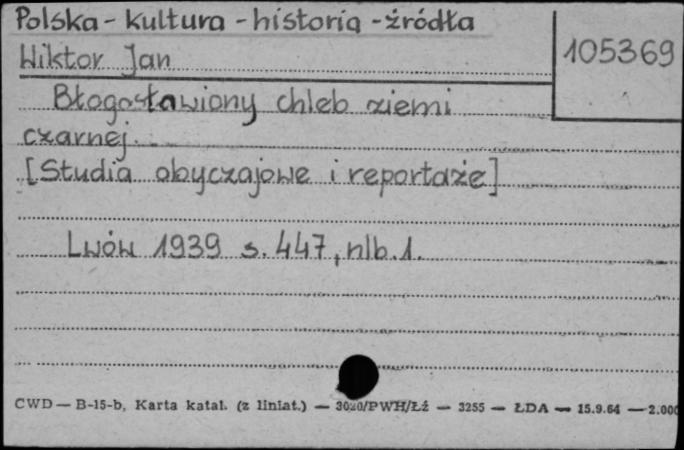 Polska - kultura - historia - źródła
Wiktor Jan
105369
Błogosławiony chleb ziemi
czarnej.
[Studia obyczajowe i reportaże]
Lwów 1939 s. 447, nlb. 1.
CWD — B-15-b, Karta katal. (z liniat.) — 3020/PWH/Łź — 3255 — ŁDA — 15.9.64 — 2.000